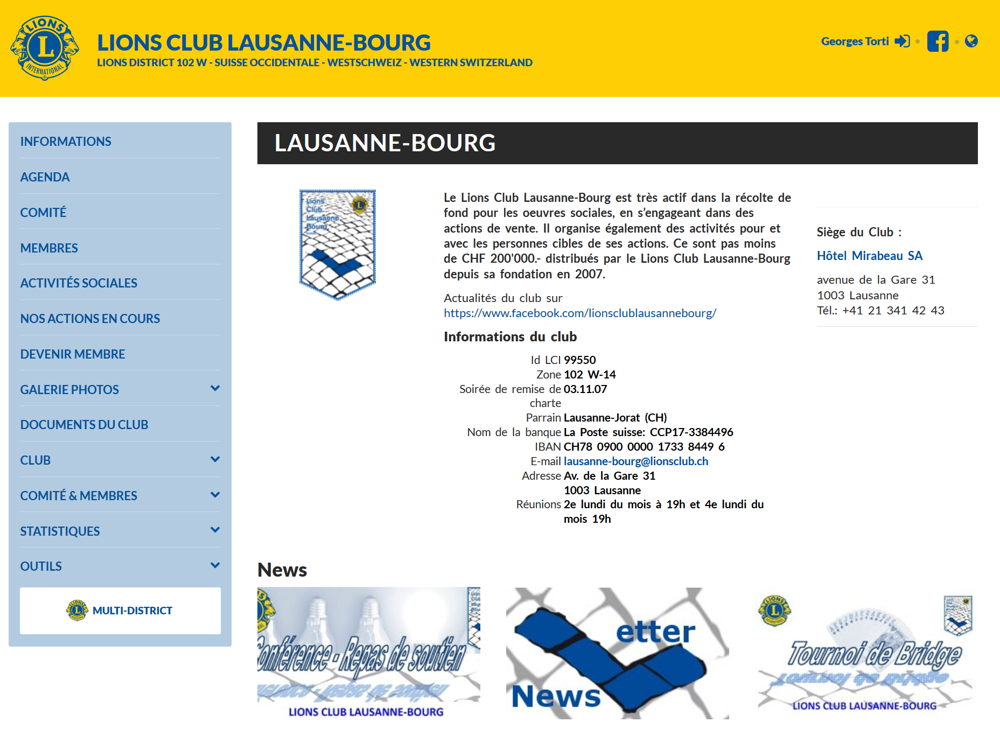 LIONS
L
INTERNATIONAL
®
LIONS CLUB LAUSANNE-BOURG
LIONS DISTRICT 102 W - SUISSE OCCIDENTALE - WESTSCHWEIZ - WESTERN SWITZERLAND
Georges Torti
INFORMATIONS
AGENDA
COMITÉ
MEMBRES
ACTIVITÉS SOCIALES
NOS ACTIONS EN COURS
DEVENIR MEMBRE
GALERIE PHOTOS
DOCUMENTS DU CLUB
CLUB
COMITÉ & MEMBRES
STATISTIQUES
OUTILS
MULTI-DISTRICT
LAUSANNE-BOURG
Lions
Club
Lausanne
Bourg
Le Lions Club Lausanne-Bourg est très actif dans la récolte de
fond pour les oeuvres sociales, en s’engageant dans des
actions de vente. Il organise également des activités pour et
avec les personnes cibles de ses actions. Ce sont pas moins
de CHF 200'000.- distribués par le Lions Club Lausanne-Bourg
depuis sa fondation en 2007.
Actualités du club sur
https://www.facebook.com/lionsclublausannebourg/
Informations du club
Id LCI 99550
Zone 102 W-14
Soirée de remise de 03.11.07
charte
Parrain Lausanne-Jorat (CH)
Nom de la banque La Poste suisse: CCP17-3384496
IBAN CH78 0900 0000 1733 8449 6
E-mail lausanne-bourg@lionsclub.ch
Adresse Av. de la Gare 31
1003 Lausanne
Réunions 2e lundi du mois à 19h et 4e lundi du
mois 19h
Siège du Club :
Hôtel Mirabeau SA
avenue de la Gare 31
1003 Lausanne
Tél.: +41 21 341 42 43
News
Conférence - Repas de soutien
LIONS CLUB LAUSANNE-BOURG
etter
News
Tournoi de Bridge
LIONS CLUB LAUSANNE-BOURG